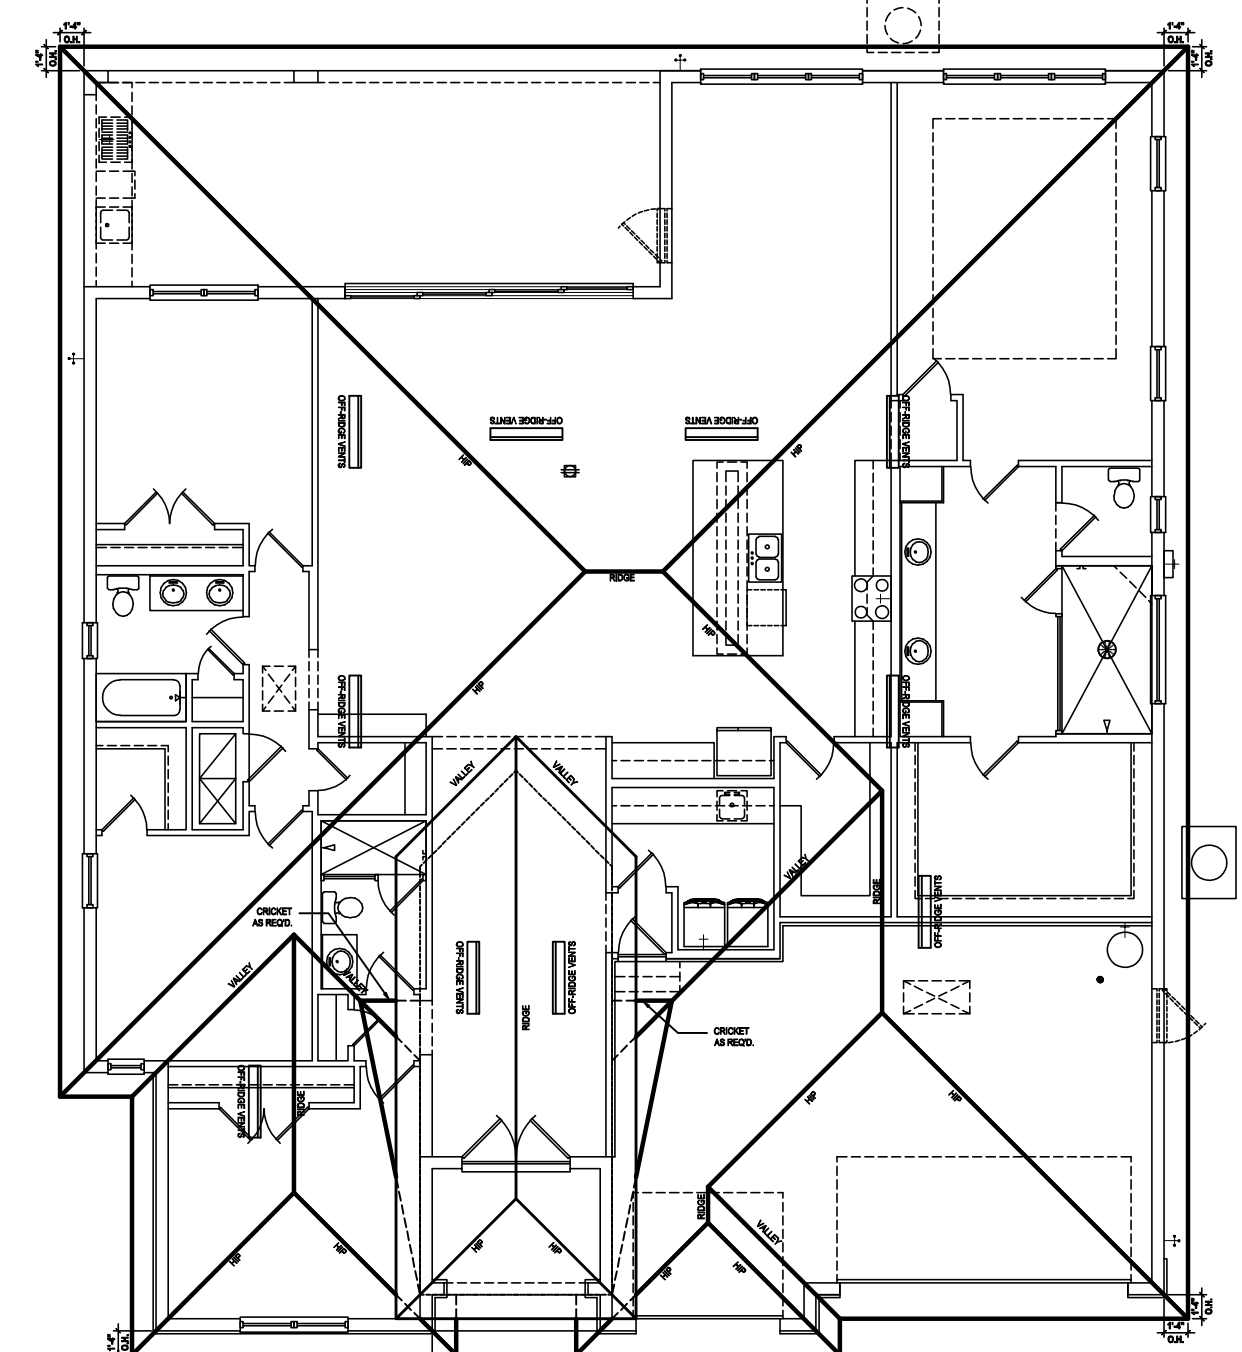 1'-4"
O.H.
1'-4"
O.H.
1'-4"
O.H.
1'-4"
O.H.
OFF-RIDGE VENTS
OFF-RIDGE VENTS
OFF-RIDGE VENTS
OFF-RIDGE VENTS
HIP
HIP
RIDGE
HIP
HIP
OFF-RIDGE VENTS
OFF-RIDGE VENTS
VALLEY
VALLEY
VALLEY
RIDGE
OFF-RIDGE VENTS
CRICKET
AS REQ'D.
VALLEY
VALLEY
OFF-RIDGE VENTS
OFF-RIDGE VENTS
RIDGE
CRICKET
AS REQ'D.
OFF-RIDGE VENTS
RIDGE
HIP
HIP
RIDGE
VALLEY
HIP
HIP
HIP
HIP
HIP
HIP
1'-4"
O.H.
1'-4"
O.H.
1'-4"
O.H.